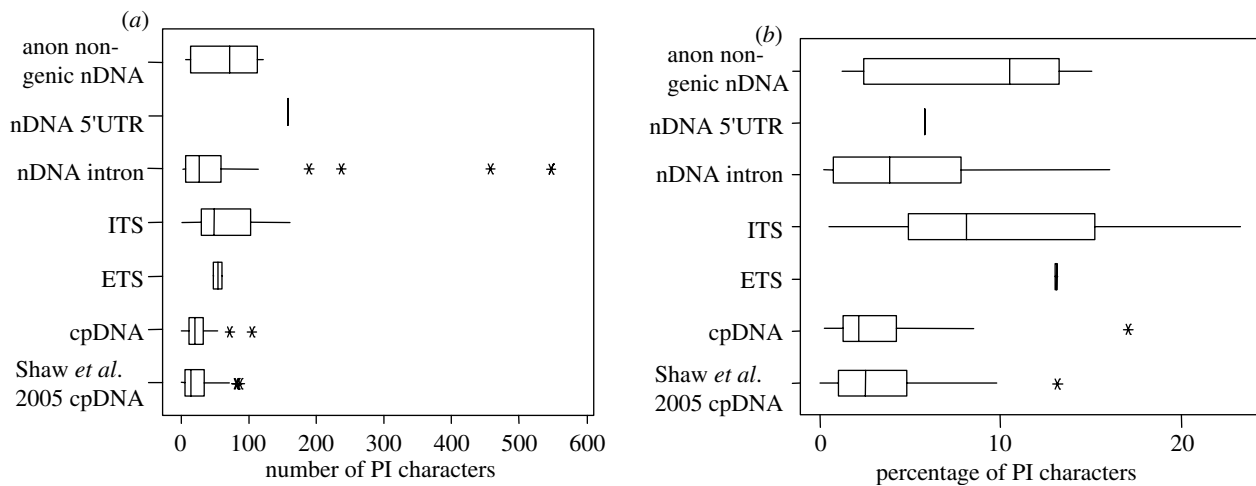 (a)
anon non-
genic nDNA
nDNA 5'UTR
nDNA intron
ITS
ETS
cpDNA
Shaw et al.
2005 cpDNA
0 100 200 300 400 500 600
number of PI characters
(b)
anon non-
genic nDNA
nDNA 5'UTR
nDNA intron
ITS
ETS
cpDNA
Shaw et al.
2005 cpDNA
0 10 20
percentage of PI characters